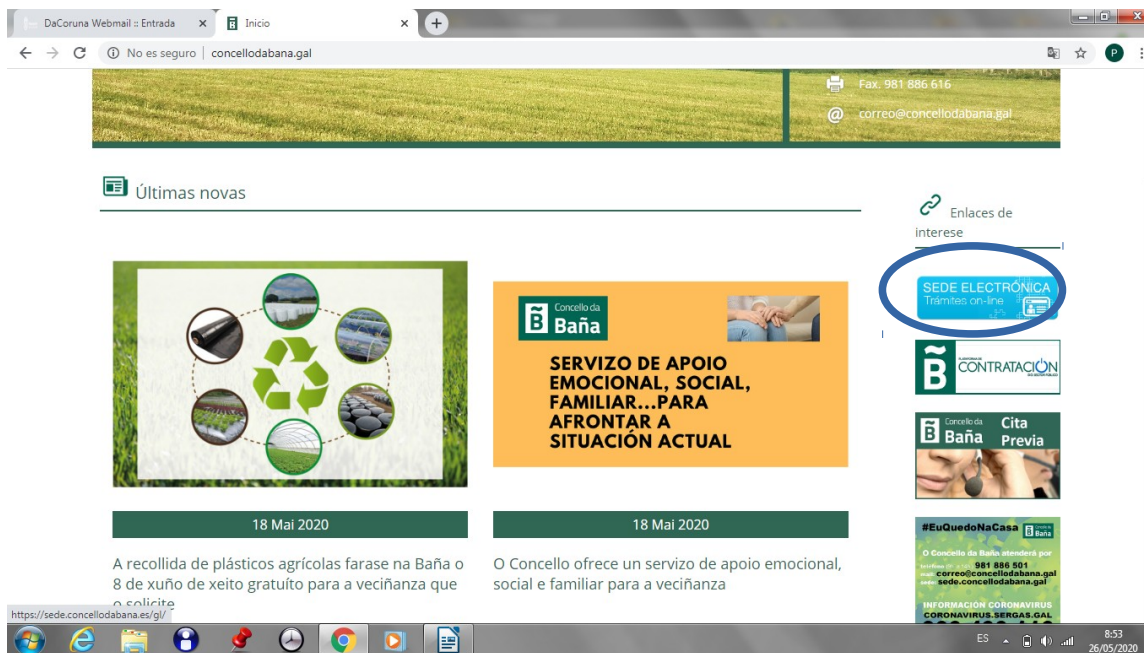 DaCoruna Webmail :: Entrada
Inicio
No es seguro
concellodabana.gal
P
Fax. 981 886 616
@ correo@concellodabana.gal
Últimas novas
Enlaces de
interese
SEDE ELECTRÓNICA
Trámites on-line
B̃ CONTRATACIÓN
Concello da
B̃ Baña
SERVIZO DE APOIO
EMOCIONAL, SOCIAL,
FAMILIAR...PARA
AFRONTAR A
SITUACIÓN ACTUAL
Concello da
B̃ Baña
Cita
Previa
18 Mai 2020
18 Mai 2020
A recollida de plásticos agrícolas farase na Baña o
8 de xuño de xeito gratuíto para a veciñanza que
o solicite
O Concello ofrece un servizo de apoio emocional,
social e familiar para a veciñanza
#EuQuedoNaCasa
B̃ Baña
O Concello da Baña atenderá por
981 886 501
correo@concellodabana.gal
sede.concellodabana.gal
INFORMACIÓN CORONAVIRUS
CORONAVIRUS.SERGAS.GAL
https://sede.concellodabana.es/gl/
ES
8:53
26/05/2020